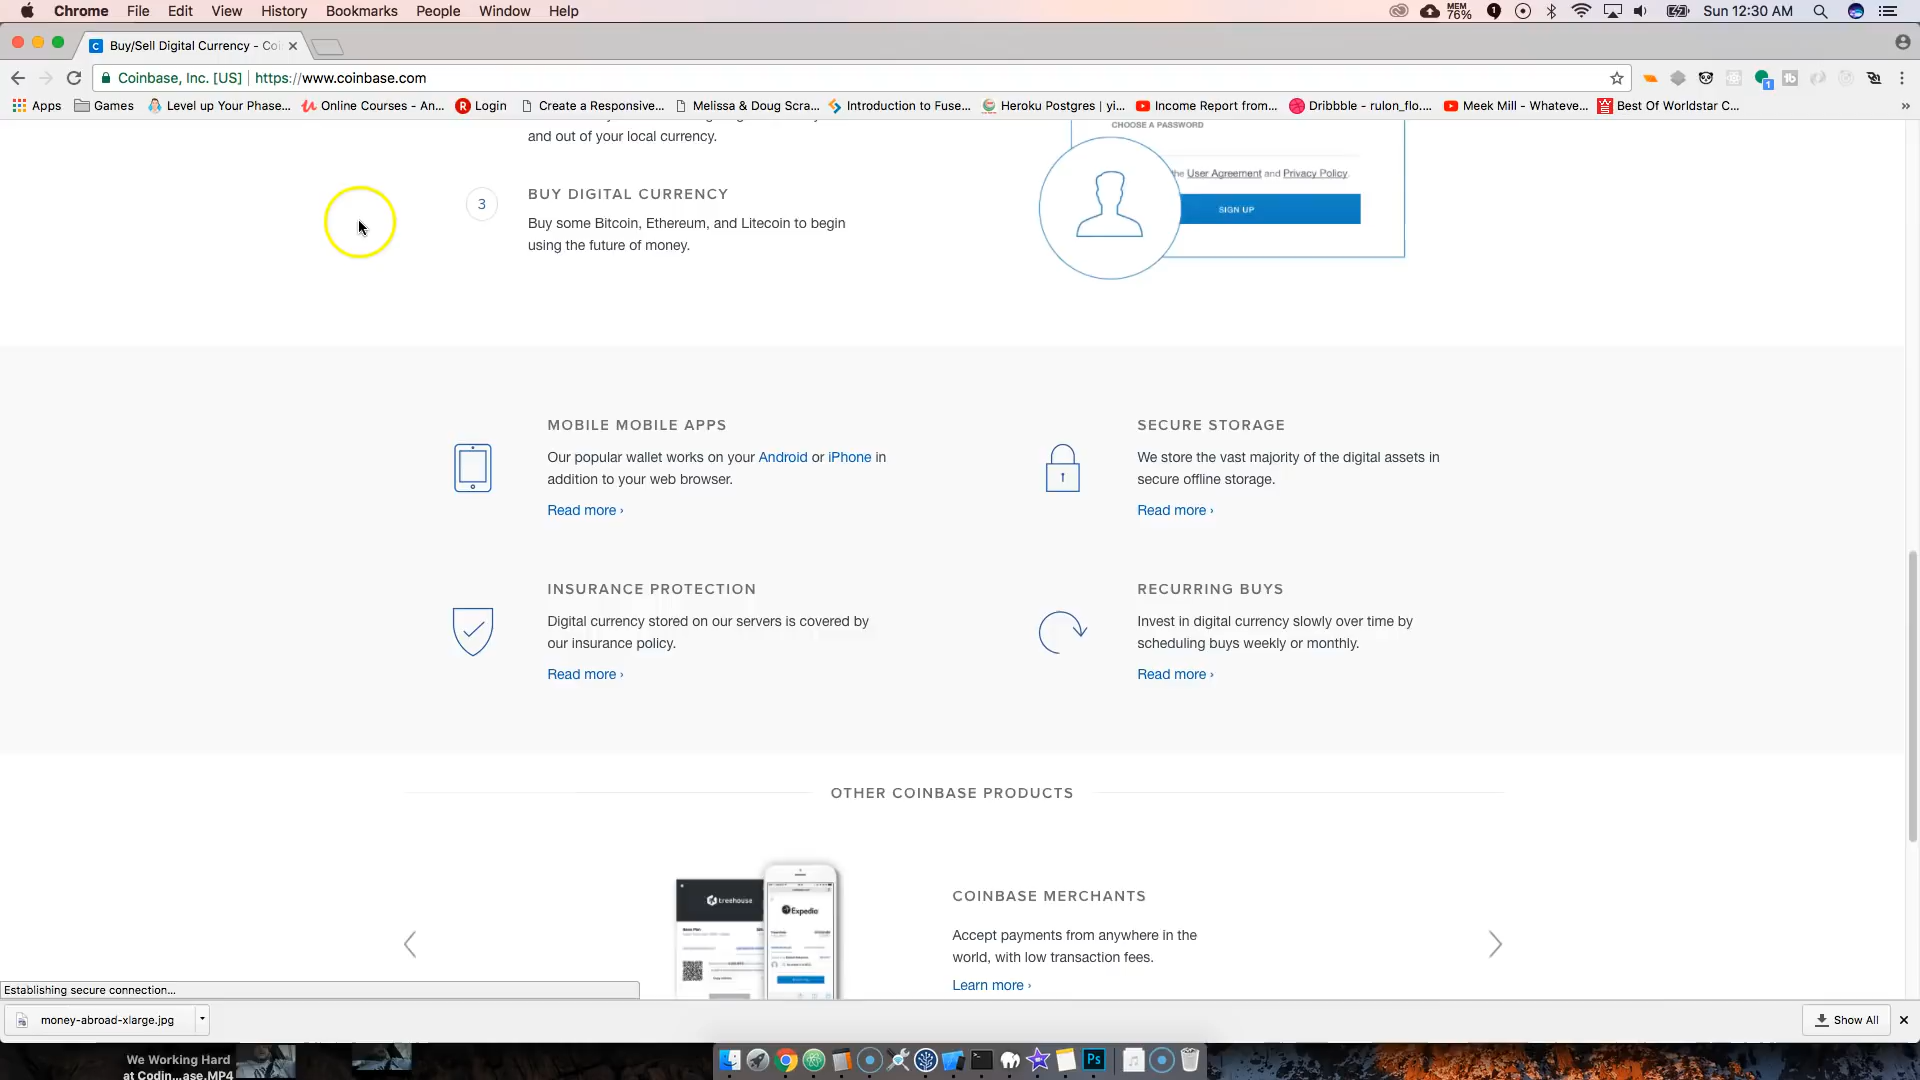 Chrome File Edit View History Bookmarks People Window Help
MEM 76% 1 Sun 12:30 AM
Buy/Sell Digital Currency - Coi
Coinbase, Inc. [US] | https://www.coinbase.com
Apps Games Level up Your Phase... Online Courses - An... Login Create a Responsive... Melissa & Doug Scra... Introduction to Fuse... Heroku Postgres | yi... Income Report from... Dribbble - rulon_flo.... Meek Mill - Whateve... Best Of Worldstar C... »
and out of your local currency.
3 BUY DIGITAL CURRENCY
Buy some Bitcoin, Ethereum, and Litecoin to begin
using the future of money.
CHOOSE A PASSWORD
the User Agreement and Privacy Policy.
SIGN UP
MOBILE MOBILE APPS
Our popular wallet works on your Android or iPhone in
addition to your web browser.
Read more ›
SECURE STORAGE
We store the vast majority of the digital assets in
secure offline storage.
Read more ›
INSURANCE PROTECTION
Digital currency stored on our servers is covered by
our insurance policy.
Read more ›
RECURRING BUYS
Invest in digital currency slowly over time by
scheduling buys weekly or monthly.
Read more ›
OTHER COINBASE PRODUCTS
treehouse
Expedia
COINBASE MERCHANTS
Accept payments from anywhere in the
world, with low transaction fees.
Learn more ›
Establishing secure connection...
money-abroad-xlarge.jpg
Show All
We Working Hard
at Codin...ase.MP4
Ps